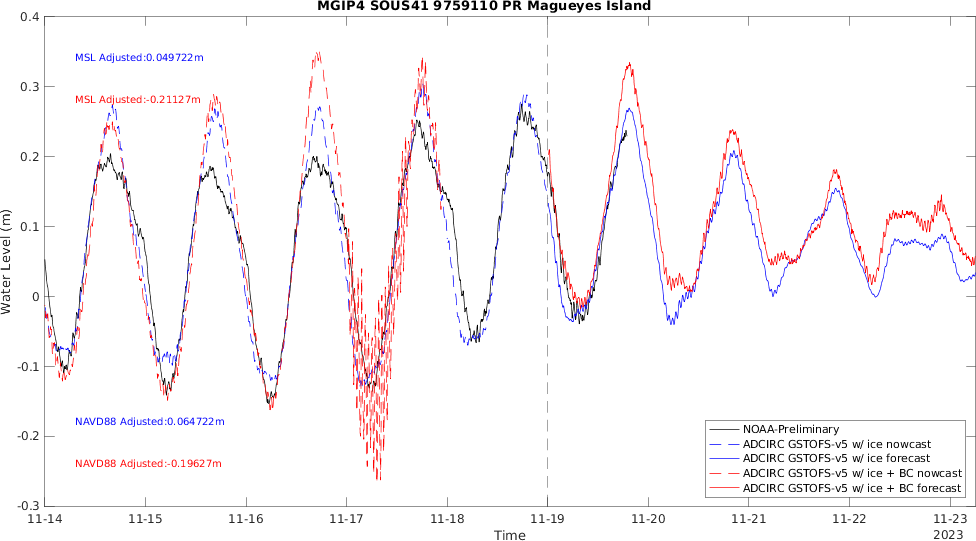 MGIP4 SOUS41 9759110 PR Magueyes Island
0.4
0.3
0.2
0.1
0
-0.1
-0.2
-0.3
Water Level (m)
MSL Adjusted:0.049722m
MSL Adjusted:-0.21127m
NAVD88 Adjusted:0.064722m
NAVD88 Adjusted:-0.19627m
NOAA-Preliminary
ADCIRC GSTOFS-v5 w/ ice nowcast
ADCIRC GSTOFS-v5 w/ ice forecast
ADCIRC GSTOFS-v5 w/ ice + BC nowcast
ADCIRC GSTOFS-v5 w/ ice + BC forecast
11-14 11-15 11-16 11-17 11-18 11-19 11-20 11-21 11-22 11-23
2023
Time